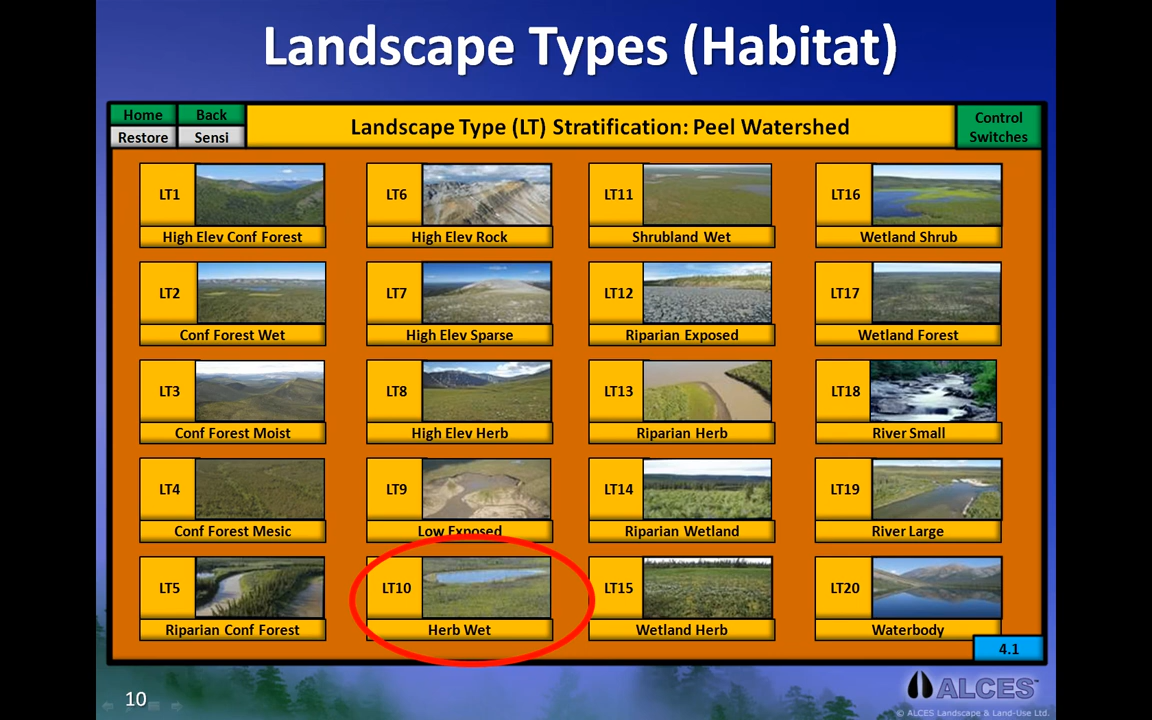 Landscape Types (Habitat)
Home
Back
Restore
Sensi
Landscape Type (LT) Stratification: Peel Watershed
Control
Switches
LT1
High Elev Conf Forest
LT6
High Elev Rock
LT11
Shrubland Wet
LT16
Wetland Shrub
LT2
Conf Forest Wet
LT7
High Elev Sparse
LT12
Riparian Exposed
LT17
Wetland Forest
LT3
Conf Forest Moist
LT8
High Elev Herb
LT13
Riparian Herb
LT18
River Small
LT4
Conf Forest Mesic
LT9
Low Exposed
LT14
Riparian Wetland
LT19
River Large
LT5
Riparian Conf Forest
LT10
Herb Wet
LT15
Wetland Herb
LT20
Waterbody
4.1
10
ALCES™
© ALCES Landscape & Land-Use Ltd.